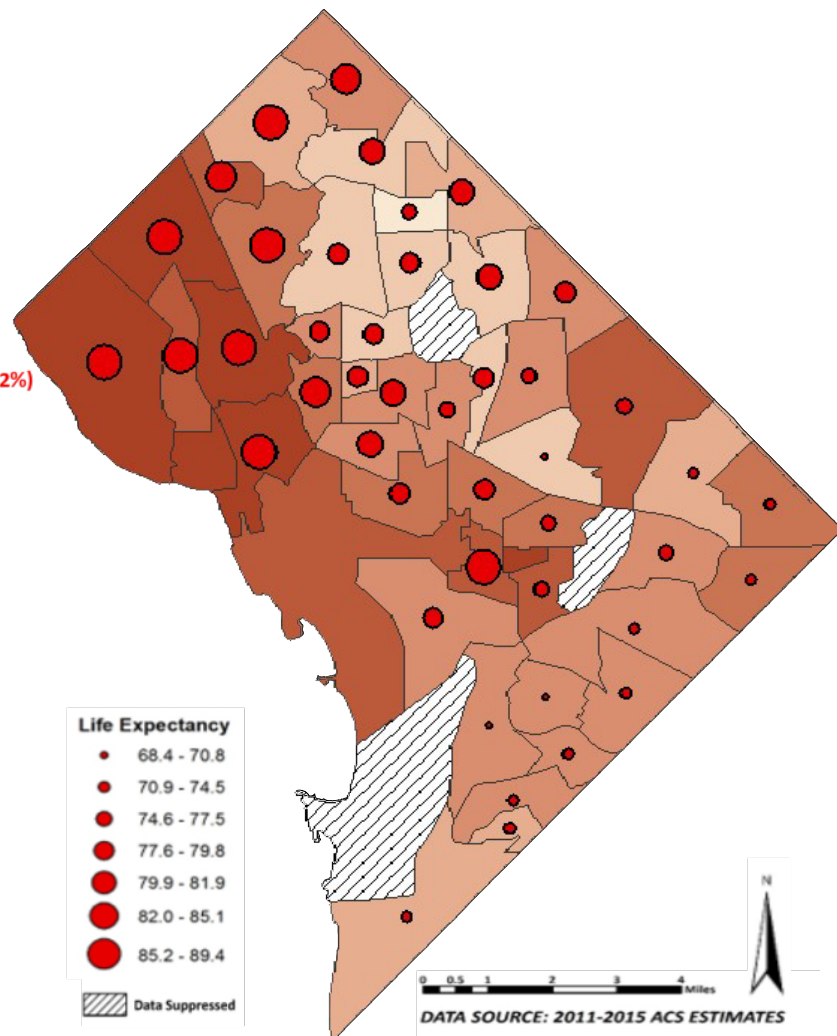 2%)
Life Expectancy
68.4 - 70.8
70.9 - 74.5
74.6 - 77.5
77.6 - 79.8
79.9 - 81.9
82.0 - 85.1
85.2 - 89.4
Data Suppressed
N
0 0.5 1 2 3 4
Miles
DATA SOURCE: 2011-2015 ACS ESTIMATES